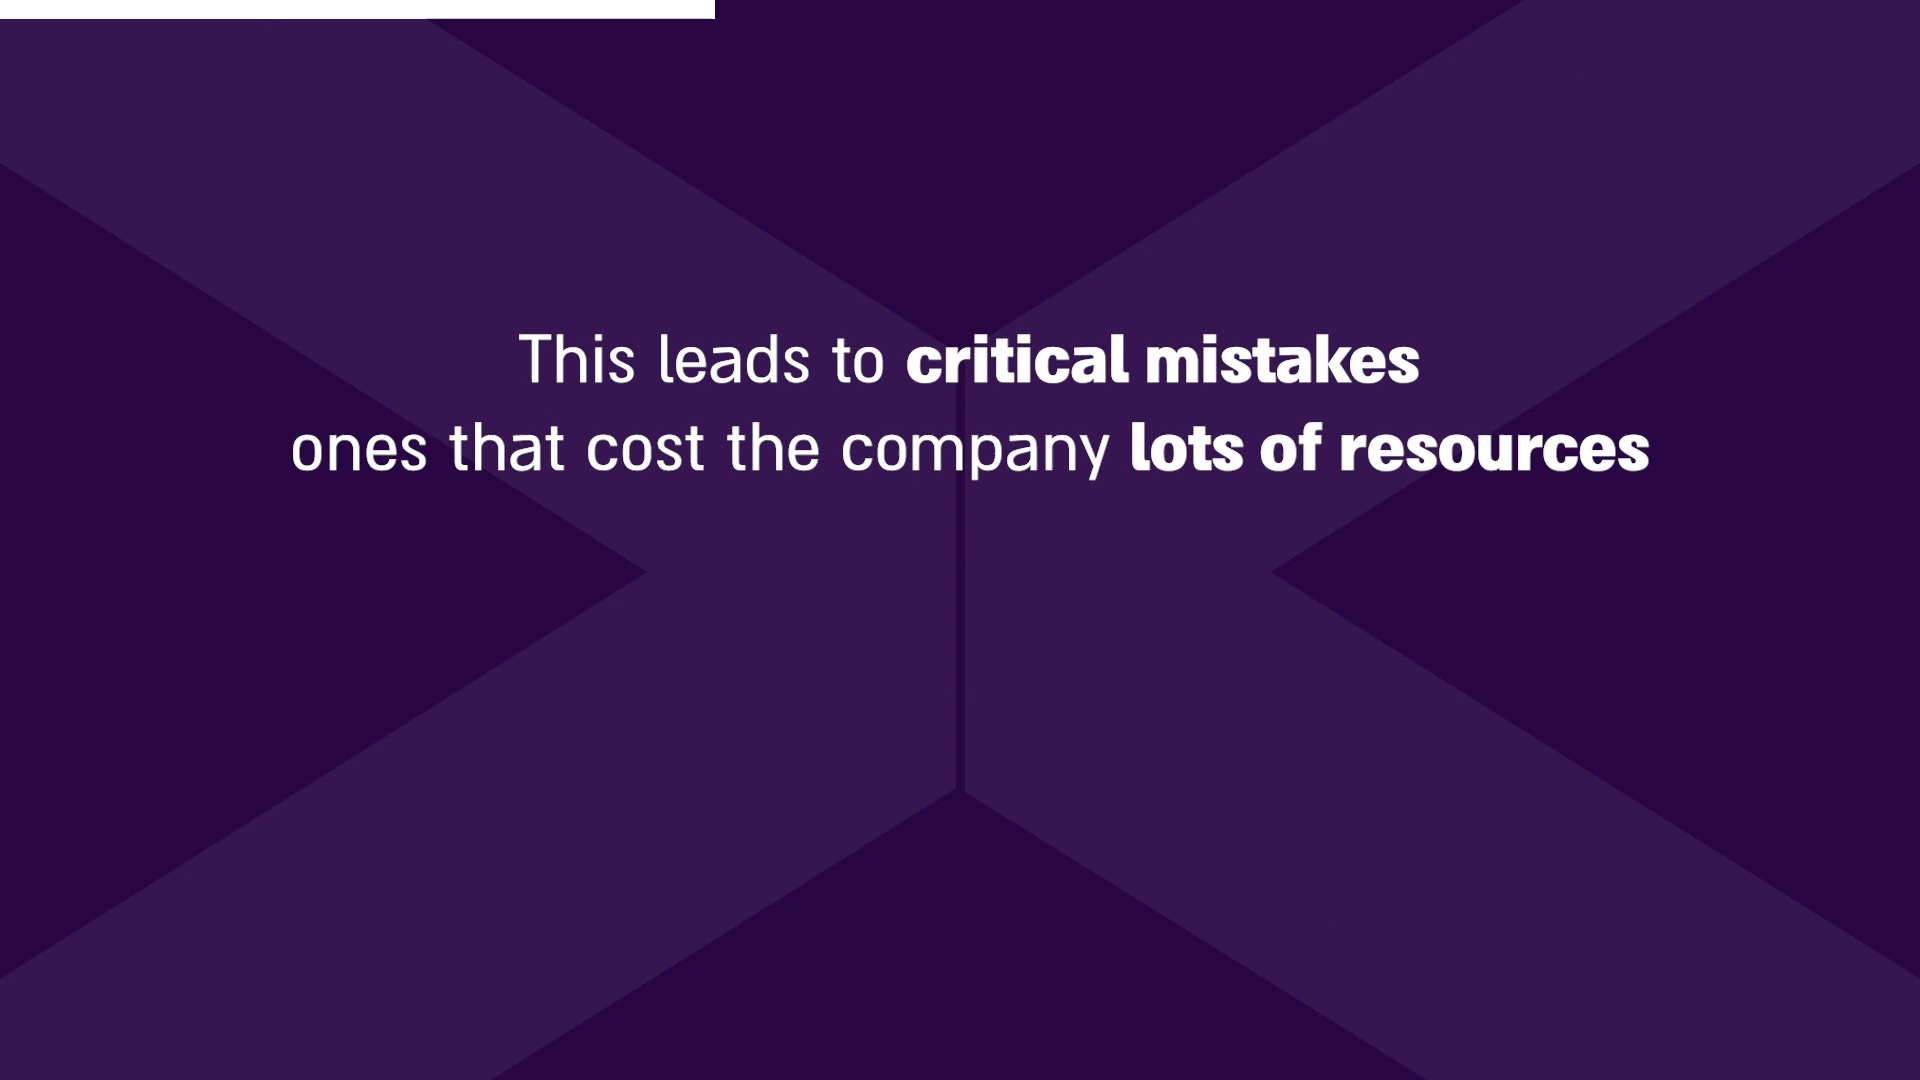 This leads to critical mistakes
ones that cost the company lots of resources